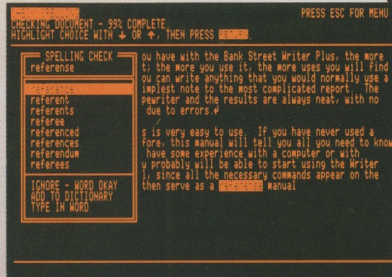 PRESS ESC FOR MENU
CHECKING DOCUMENT - 99% COMPLETE
HIGHLIGHT CHOICE WITH ↓ OR ↑, THEN PRESS
SPELLING CHECK
referense
reference
referent
referents
referee
referenced
references
referendum
referees
IGNORE - WORD OKAY
ADD TO DICTIONARY
TYPE IN WORD
ou have with the Bank Street Writer Plus, the more
t; the more you use it, the more uses you will find
ou can write anything that you would normally use a
implest note to the most complicated report. The
pewriter and the results are always neat, with no
due to errors.
s is very easy to use. If you have never used a
fore, this manual will tell you all you need to know
have some experience with a computer or with
y probably will be able to start using the Writer
l, since all the necessary commands appear on the
then serve as a manual